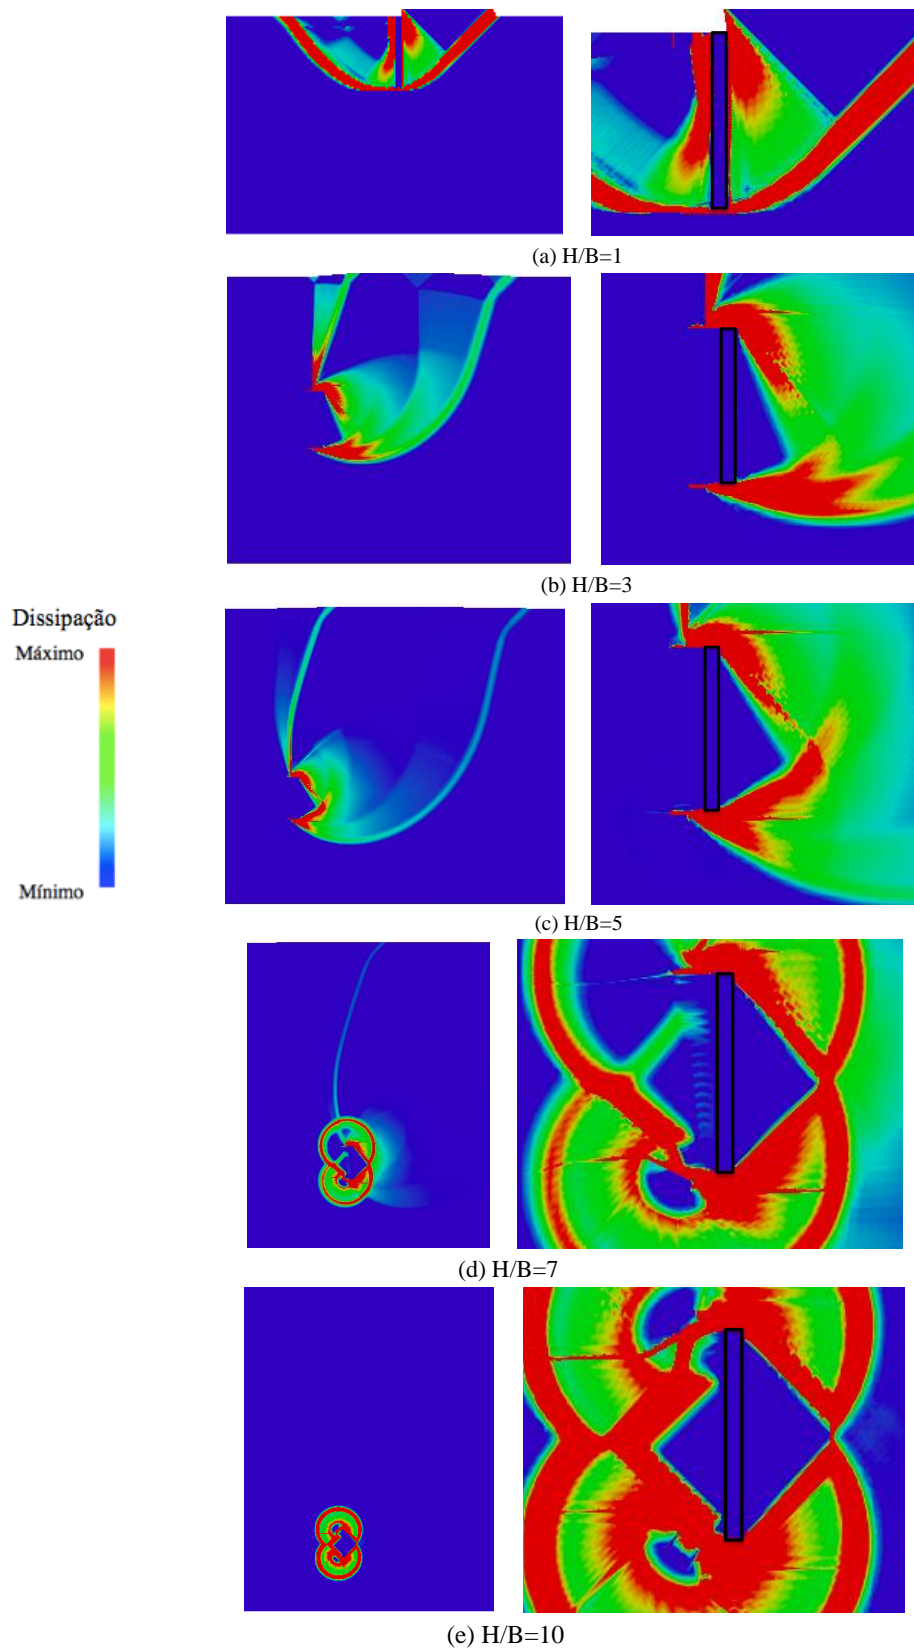 (a) H/B=1
(b) H/B=3
Dissipação
Máximo
Mínimo
(c) H/B=5
(d) H/B=7
(e) H/B=10